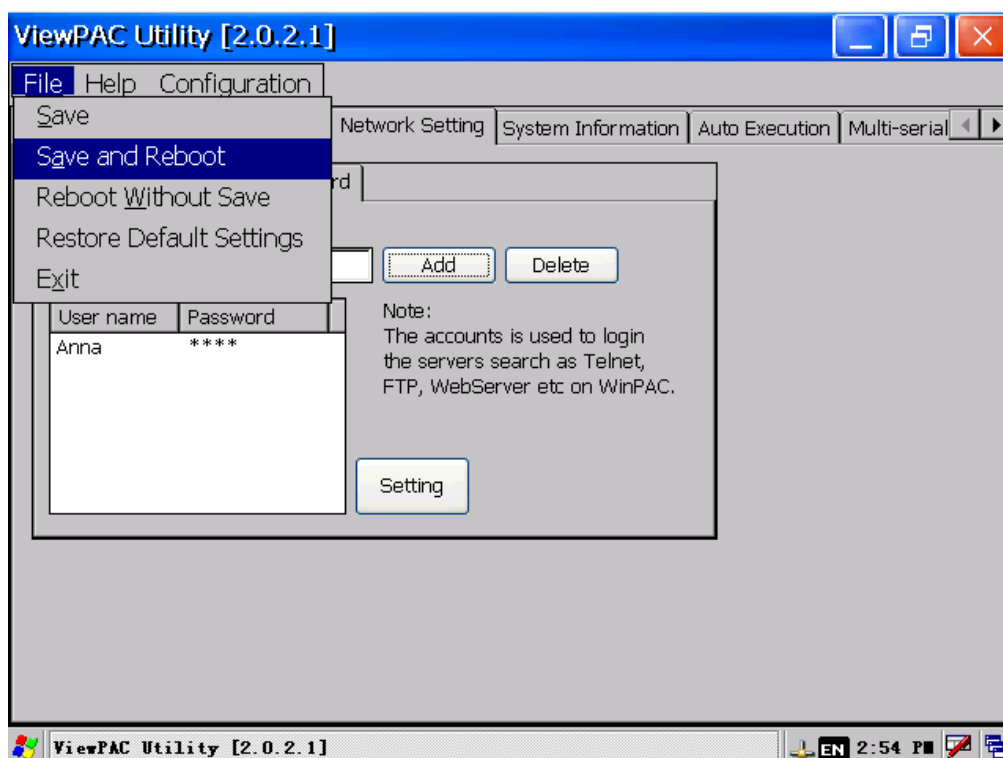 ViewPAC Utility [2.0.2.1]
File Help Configuration
Save
Save and Reboot
Reboot Without Save
Restore Default Settings
Exit
Network Setting System Information Auto Execution Multi-serial
rd
Add Delete
User name Password
Anna ****
Note:
The accounts is used to login
the servers search as Telnet,
FTP, WebServer etc on WinPAC.
Setting
ViewPAC Utility [2.0.2.1] EN 2:54 PM